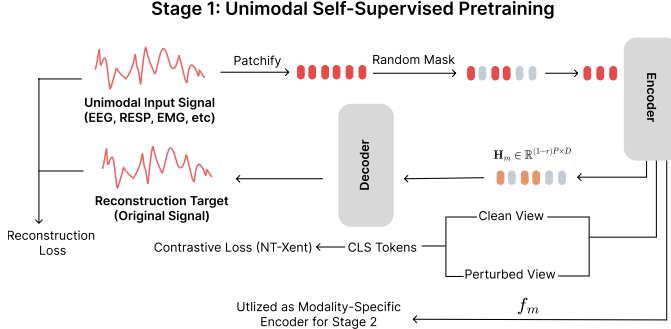 Stage 1: Unimodal Self-Supervised Pretraining
Patchify
Random Mask
Encoder
Unimodal Input Signal
(EEG, RESP, EMG, etc)
Decoder
H_m ∈ ℝ^{(1−r)P×D}
Reconstruction Target
(Original Signal)
Reconstruction
Loss
Clean View
Contrastive Loss (NT-Xent)
CLS Tokens
Perturbed View
Utlized as Modality-Specific
Encoder for Stage 2
f_m